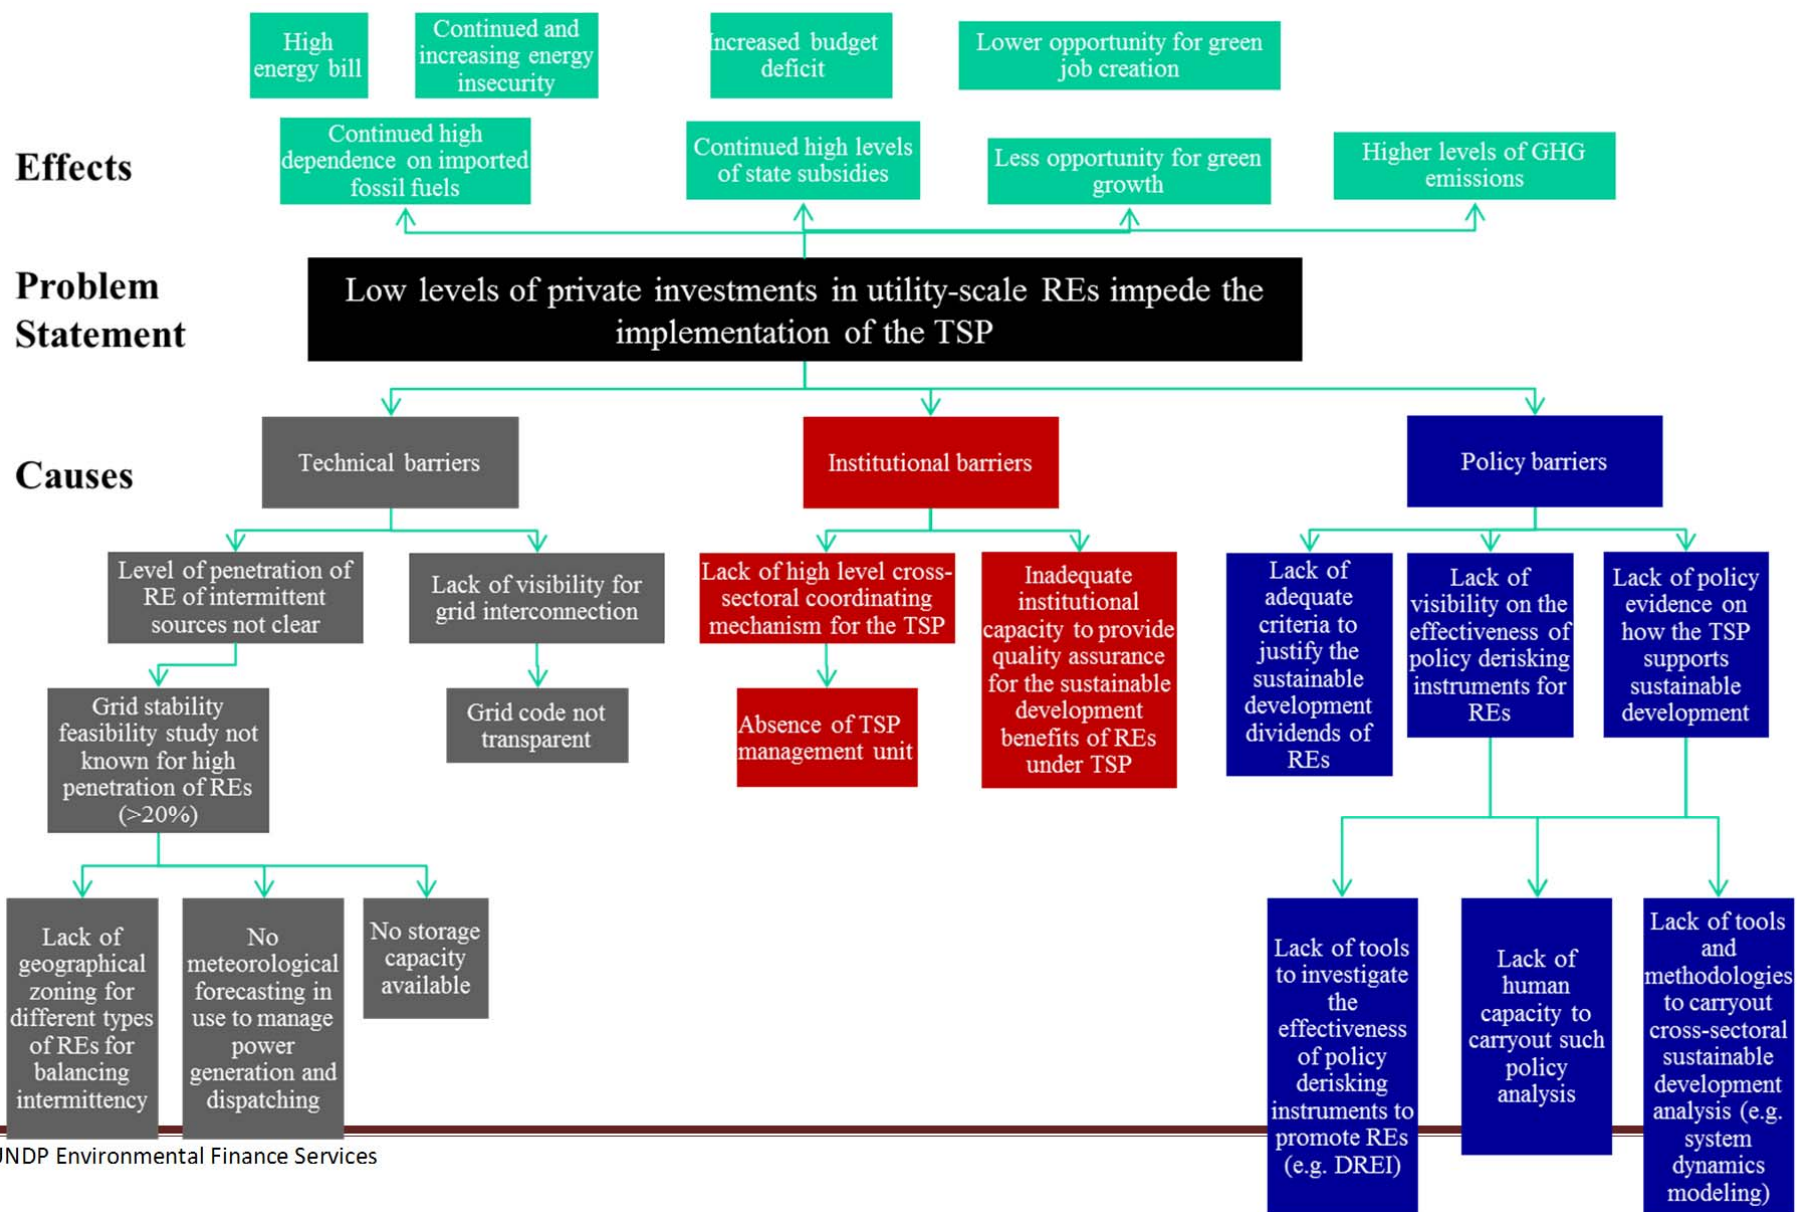 High
energy bill
Continued and
increasing energy
insecurity
Increased budget
deficit
Lower opportunity for green
job creation
Effects
Continued high
dependence on imported
fossil fuels
Continued high levels
of state subsidies
Less opportunity for green
growth
Higher levels of GHG
emissions
Problem
Statement
Low levels of private investments in utility-scale REs impede the
implementation of the TSP
Causes
Technical barriers
Institutional barriers
Policy barriers
Level of penetration of
RE of intermittent
sources not clear
Lack of visibility for
grid interconnection
Lack of high level cross-
sectoral coordinating
mechanism for the TSP
Inadequate
institutional
capacity to provide
quality assurance
for the sustainable
development
benefits of REs
under TSP
Lack of
adequate
criteria to
justify the
sustainable
development
dividends of
REs
Lack of
visibility on the
effectiveness of
policy derisking
instruments for
REs
Lack of policy
evidence on
how the TSP
supports
sustainable
development
Grid stability
feasibility study not
known for high
penetration of REs
(>20%)
Grid code not
transparent
Absence of TSP
management unit
Lack of
geographical
zoning for
different types
of REs for
balancing
intermittency
No
meteorological
forecasting in
use to manage
power
generation and
dispatching
No storage
capacity
available
Lack of tools
to investigate
the
effectiveness
of policy
derisking
instruments to
promote REs
(e.g. DREI)
Lack of
human
capacity to
carryout such
policy
analysis
Lack of tools
and
methodologies
to carryout
cross-sectoral
sustainable
development
analysis (e.g.
system
dynamics
modeling)
UNDP Environmental Finance Services